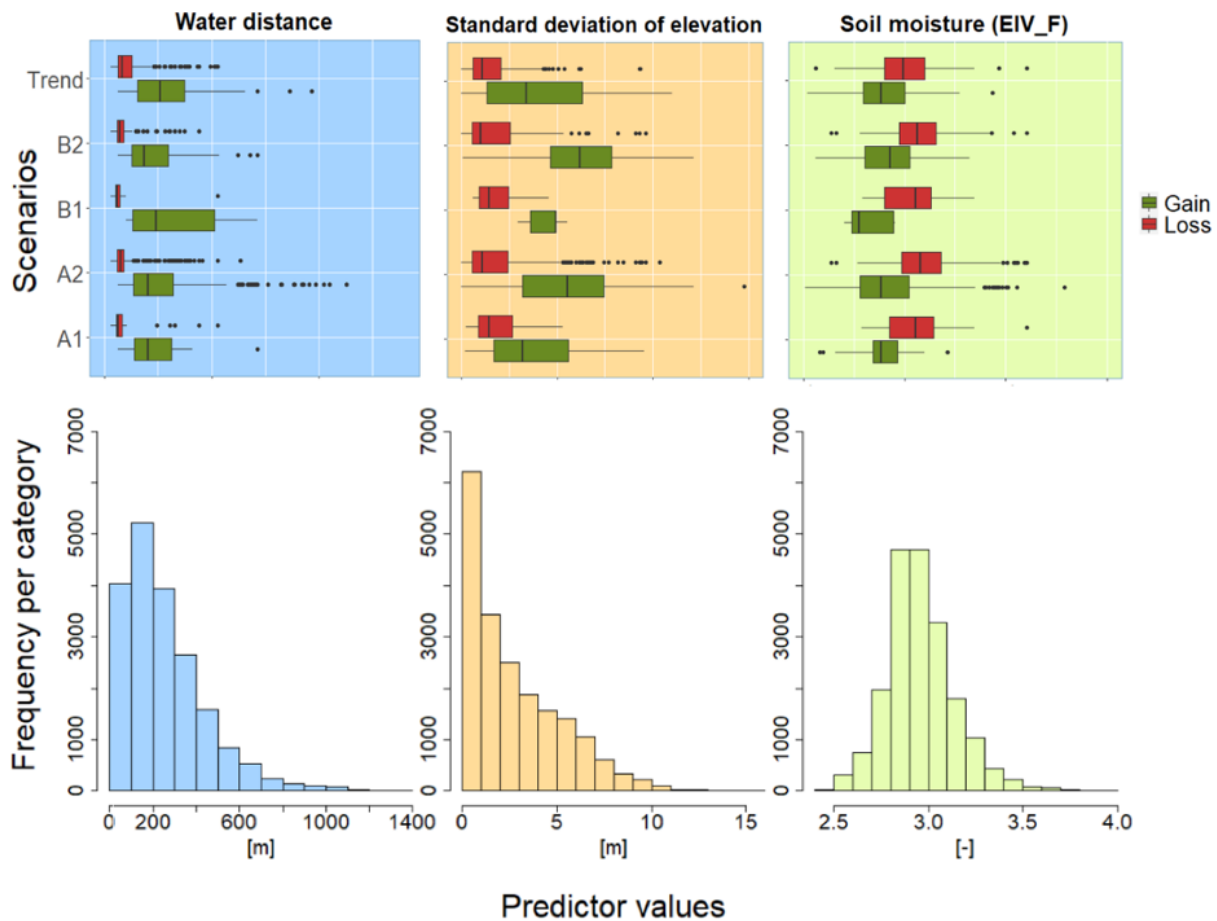 Water distance
Standard deviation of elevation
Soil moisture (EIV_F)
Scenarios
Trend
B2
B1
A2
A1
Gain
Loss
Frequency per category
7000
5000
3000
1000
0
7000
5000
3000
1000
0
7000
5000
3000
1000
0
0 200 600 1000 1400
0 5 10 15
2.5 3.0 3.5 4.0
[m]
[m]
[-]
Predictor values